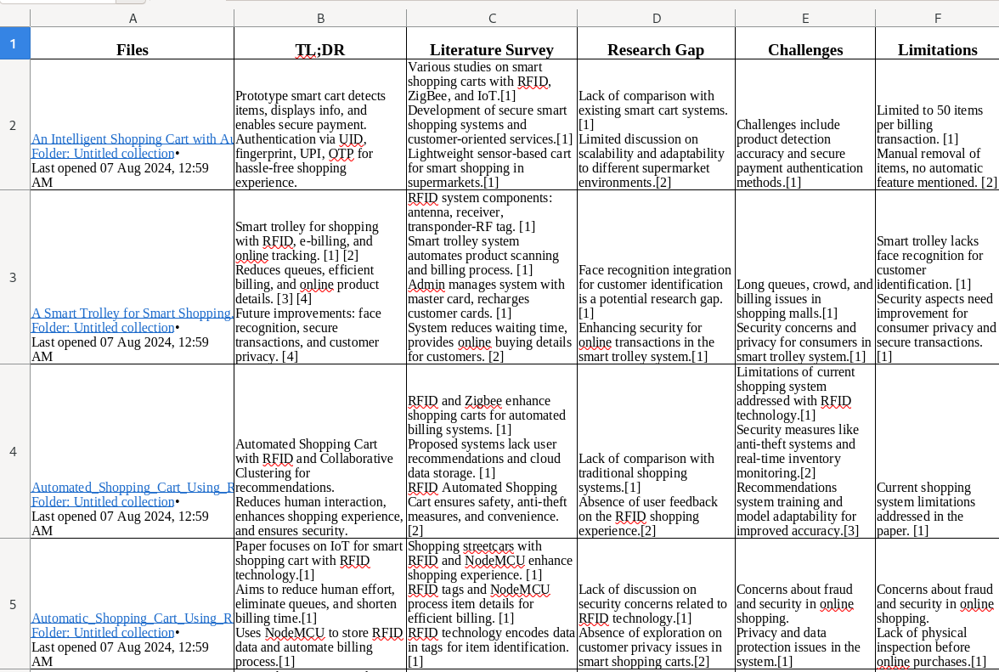 A B C D E F
1 Files TL;DR Literature Survey Research Gap Challenges Limitations
2
An Intelligent Shopping Cart with Au
Folder: Untitled collection•
Last opened 07 Aug 2024, 12:59
AM
Prototype smart cart detects
items, displays info, and
enables secure payment.
Authentication via UID,
fingerprint, UPI, OTP for
hassle-free shopping
experience.
Various studies on smart
shopping carts with RFID,
ZigBee, and IoT.[1]
Development of secure smart
shopping systems and
customer-oriented services.[1]
Lightweight sensor-based cart
for smart shopping in
supermarkets.[1]
Lack of comparison with
existing smart cart systems.
[1]
Limited discussion on
scalability and adaptability
to different supermarket
environments.[2]
Challenges include
product detection
accuracy and secure
payment authentication
methods.[1]
Limited to 50 items
per billing
transaction. [1]
Manual removal of
items, no automatic
feature mentioned. [2]
3
A Smart Trolley for Smart Shopping.
Folder: Untitled collection•
Last opened 07 Aug 2024, 12:59
AM
Smart trolley for shopping
with RFID, e-billing, and
online tracking. [1] [2]
Reduces queues, efficient
billing, and online product
details. [3] [4]
Future improvements: face
recognition, secure
transactions, and customer
privacy. [4]
RFID system components:
antenna, receiver,
transponder-RF tag. [1]
Smart trolley system
automates product scanning
and billing process. [1]
Admin manages system with
master card, recharges
customer cards. [1]
System reduces waiting time,
provides online buying details
for customers. [2]
Face recognition integration
for customer identification
is a potential research gap.
[1]
Enhancing security for
online transactions in the
smart trolley system.[1]
Long queues, crowd, and
billing issues in
shopping malls.[1]
Security concerns and
privacy for consumers in
smart trolley system.[1]
Smart trolley lacks
face recognition for
customer
identification. [1]
Security aspects need
improvement for
consumer privacy and
secure transactions.
[1]
4
Automated_Shopping_Cart_Using_R
Folder: Untitled collection•
Last opened 07 Aug 2024, 12:59
AM
Automated Shopping Cart
with RFID and Collaborative
Clustering for
recommendations.
Reduces human interaction,
enhances shopping experience,
and ensures security.
RFID and Zigbee enhance
shopping carts for automated
billing systems. [1]
Proposed systems lack user
recommendations and cloud
data storage. [1]
RFID Automated Shopping
Cart ensures safety, anti-theft
measures, and convenience.
[2]
Lack of comparison with
traditional shopping
systems.[1]
Absence of user feedback
on the RFID shopping
experience.[2]
Limitations of current
shopping system
addressed with RFID
technology.[1]
Security measures like
anti-theft systems and
real-time inventory
monitoring.[2]
Recommendations
system training and
model adaptability for
improved accuracy.[3]
Current shopping
system limitations
addressed in the
paper. [1]
5
Automatic_Shopping_Cart_Using_R
Folder: Untitled collection•
Last opened 07 Aug 2024, 12:59
AM
Paper focuses on IoT for smart
shopping cart with RFID
technology.[1]
Aims to reduce human effort,
eliminate queues, and shorten
billing time.[1]
Uses NodeMCU to store RFID
data and automate billing
process.[1]
Shopping streetcars with
RFID and NodeMCU enhance
shopping experience. [1]
RFID tags and NodeMCU
process item details for
efficient billing. [1]
RFID technology encodes data
in tags for item identification.
[1]
Lack of discussion on
security concerns related to
RFID technology.[1]
Absence of exploration on
customer privacy issues in
smart shopping carts.[2]
Concerns about fraud
and security in online
shopping.
Privacy and data
protection issues in the
system.[1]
Concerns about fraud
and security in online
shopping.
Lack of physical
inspection before
online purchases.[1]